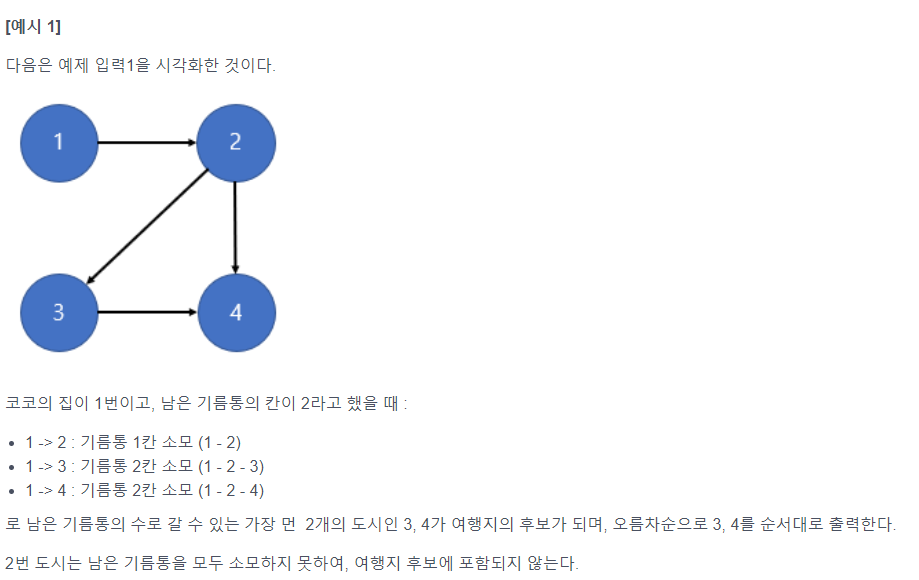 [예시 1]
다음은 예제 입력1을 시각화한 것이다.
1
2
3
4
코코의 집이 1번이고, 남은 기름통의 칸이 2라고 했을 때 :
• 1 -> 2 : 기름통 1칸 소모 (1 - 2)
• 1 -> 3 : 기름통 2칸 소모 (1 - 2 - 3)
• 1 -> 4 : 기름통 2칸 소모 (1 - 2 - 4)
로 남은 기름통의 수로 갈 수 있는 가장 먼 2개의 도시인 3, 4가 여행지의 후보가 되며, 오름차순으로 3, 4를 순서대로 출력한다.
2번 도시는 남은 기름통을 모두 소모하지 못하여, 여행지 후보에 포함되지 않는다.